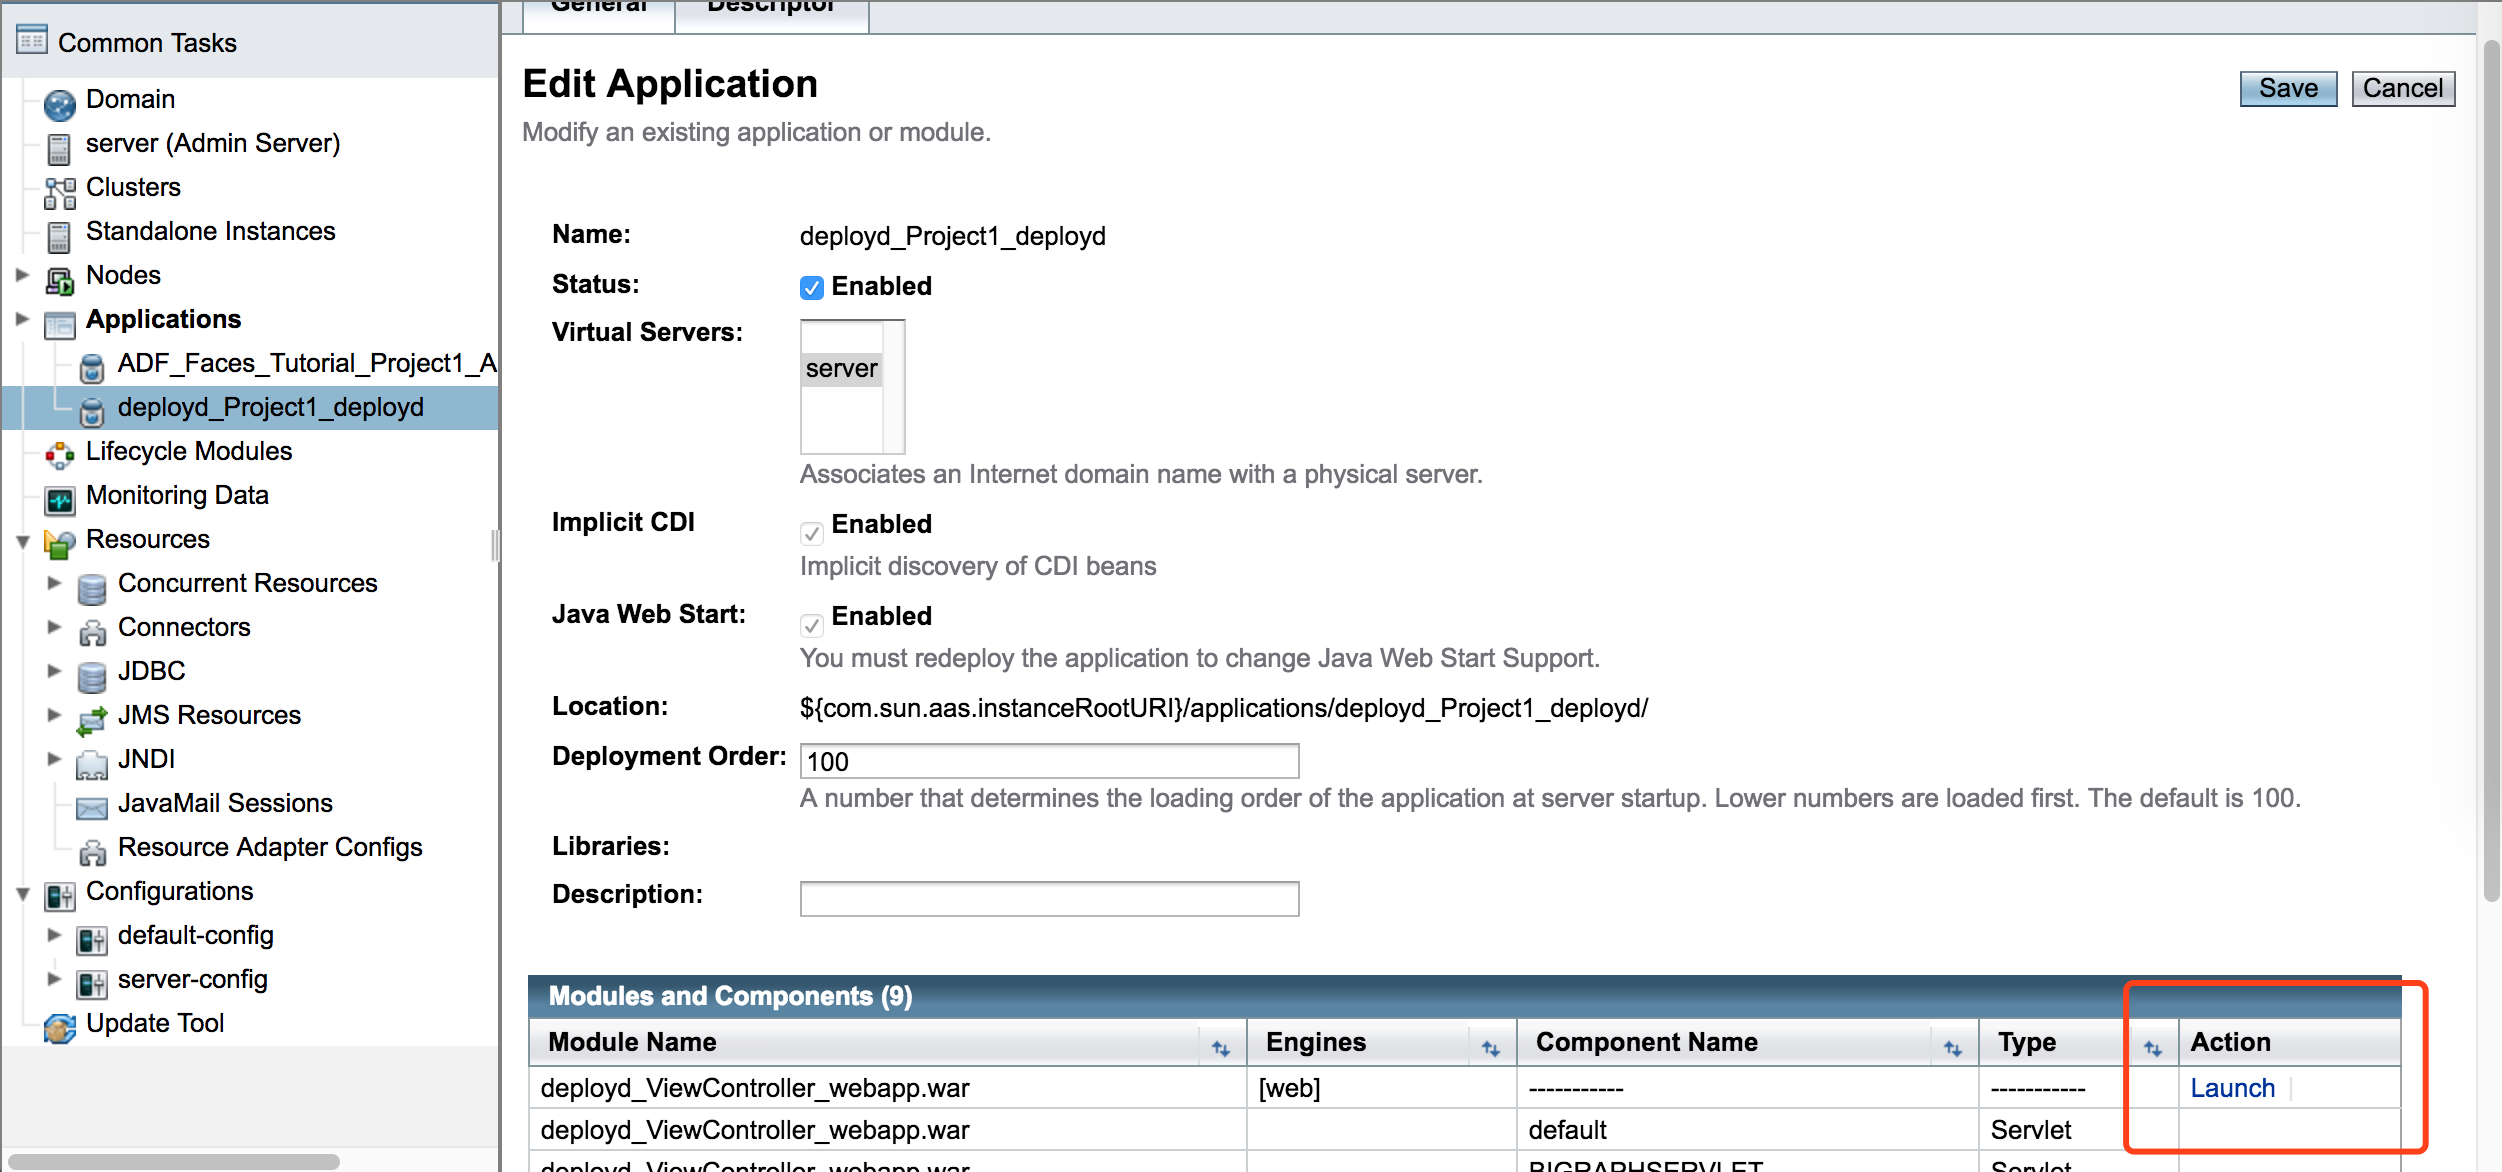 Common Tasks
Domain
server (Admin Server)
Clusters
Standalone Instances
Nodes
Applications
ADF_Faces_Tutorial_Project1_A
deployd_Project1_deployd
Lifecycle Modules
Monitoring Data
Resources
Concurrent Resources
Connectors
JDBC
JMS Resources
JNDI
JavaMail Sessions
Resource Adapter Configs
Configurations
default-config
server-config
Update Tool
General Descriptor
Edit Application
Save Cancel
Modify an existing application or module.
Name: deployd_Project1_deployd
Status: Enabled
Virtual Servers:
server
Associates an Internet domain name with a physical server.
Implicit CDI Enabled
Implicit discovery of CDI beans
Java Web Start: Enabled
You must redeploy the application to change Java Web Start Support.
Location: ${com.sun.aas.instanceRootURI}/applications/deployd_Project1_deployd/
Deployment Order: 100
A number that determines the loading order of the application at server startup. Lower numbers are loaded first. The default is 100.
Libraries:
Description:
Modules and Components (9)
Module Name Engines Component Name Type Action
deployd_ViewController_webapp.war [web] ----------- ----------- Launch
deployd_ViewController_webapp.war default Servlet
deployd_ViewController_webapp.war BIGRAPHSERVLET Servlet